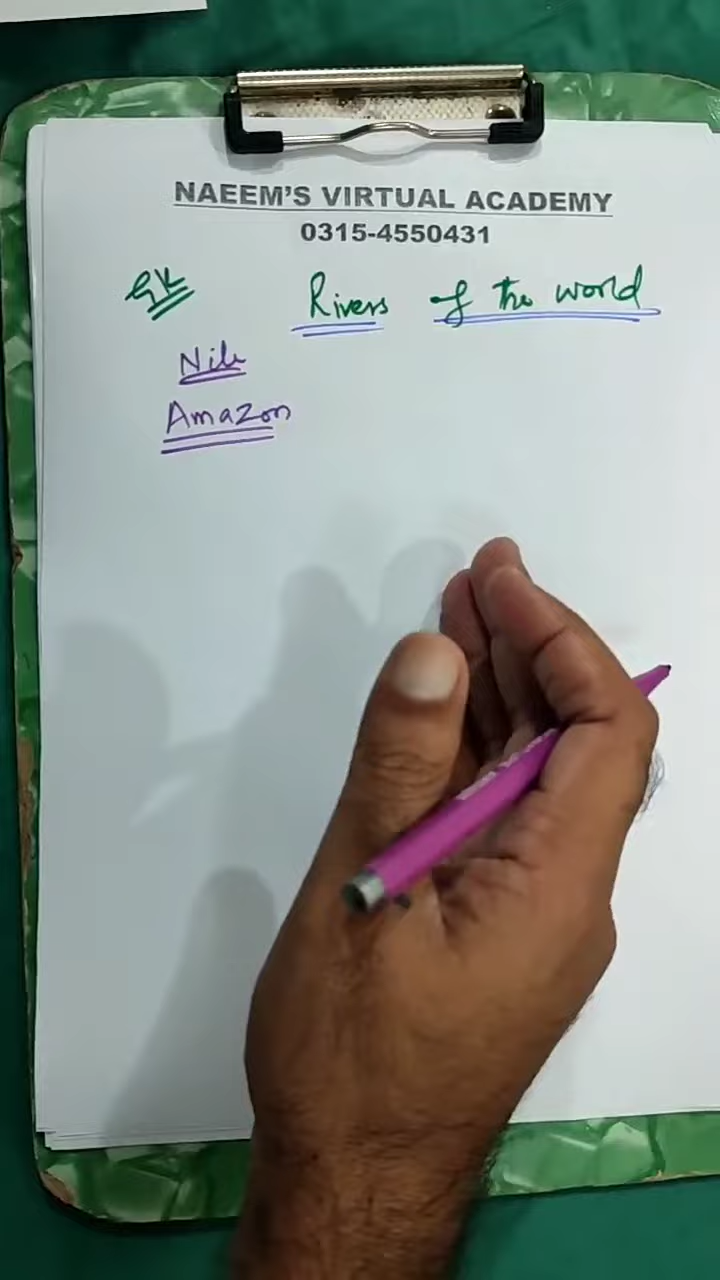 NAEEM'S VIRTUAL ACADEMY
0315-4550431
GK Rivers of the world
Nile
Amazon